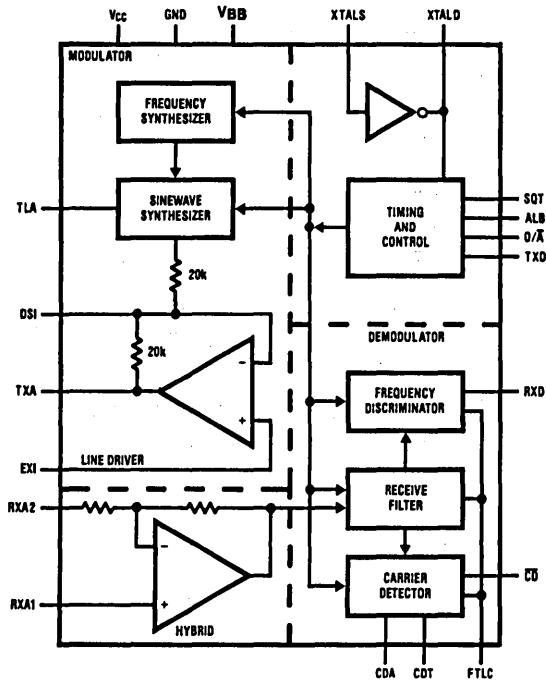 VCC GND VBB XTALS XTALD
MODULATOR
FREQUENCY
SYNTHESIZER
TLA
SINEWAVE
SYNTHESIZER
TIMING
AND
CONTROL
SQT
ALB
O/A̅
TXD
20k
DSI
20k
DEMODULATOR
TXA
−
+
FREQUENCY
DISCRIMINATOR
RXD
EXI
LINE DRIVER
RXA2
RECEIVE
FILTER
RXA1
−
+
HYBRID
CARRIER
DETECTOR
C̅D̅
CDA CDT FTLC